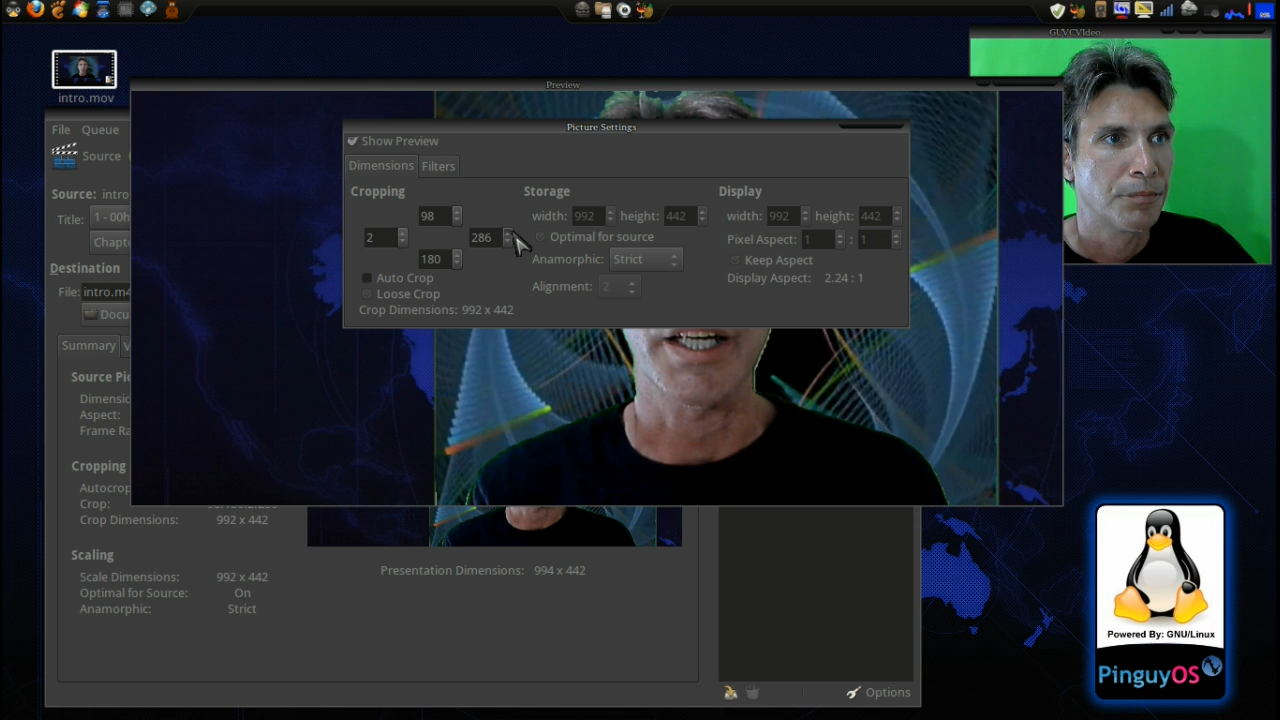 GUVCVIdeo
intro.mov
Preview
File Queue
Source
Source: intro
Title: 1 - 00h
Chapte
Destination
File: intro.m4
Docu
Summary V
Source Pic
Dimension
Aspect:
Frame Ra
Cropping
Autocrop
Crop:
Crop Dimensions: 992 x 442
Scaling
Scale Dimensions: 992 x 442
Optimal for Source: On
Anamorphic: Strict
Picture Settings
Show Preview
Dimensions Filters
Cropping
98
2 286
180
Auto Crop
Loose Crop
Crop Dimensions: 992 x 442
Storage
width: 992 height: 442
Optimal for source
Anamorphic: Strict
Alignment: 2
Display
width: 992 height: 442
Pixel Aspect: 1 : 1
Keep Aspect
Display Aspect: 2.24 : 1
Presentation Dimensions: 994 x 442
Options
Powered By: GNU/Linux
PinguyOS